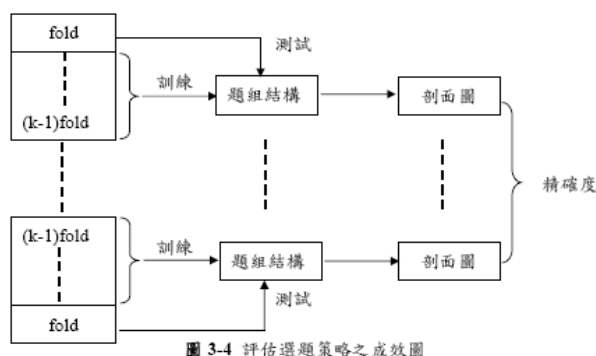 fold
測試
訓練
題組結構
剖面圖
(k-1)fold
精確度
(k-1)fold
訓練
題組結構
剖面圖
測試
fold
圖 3-4 評估選題策略之成效圖